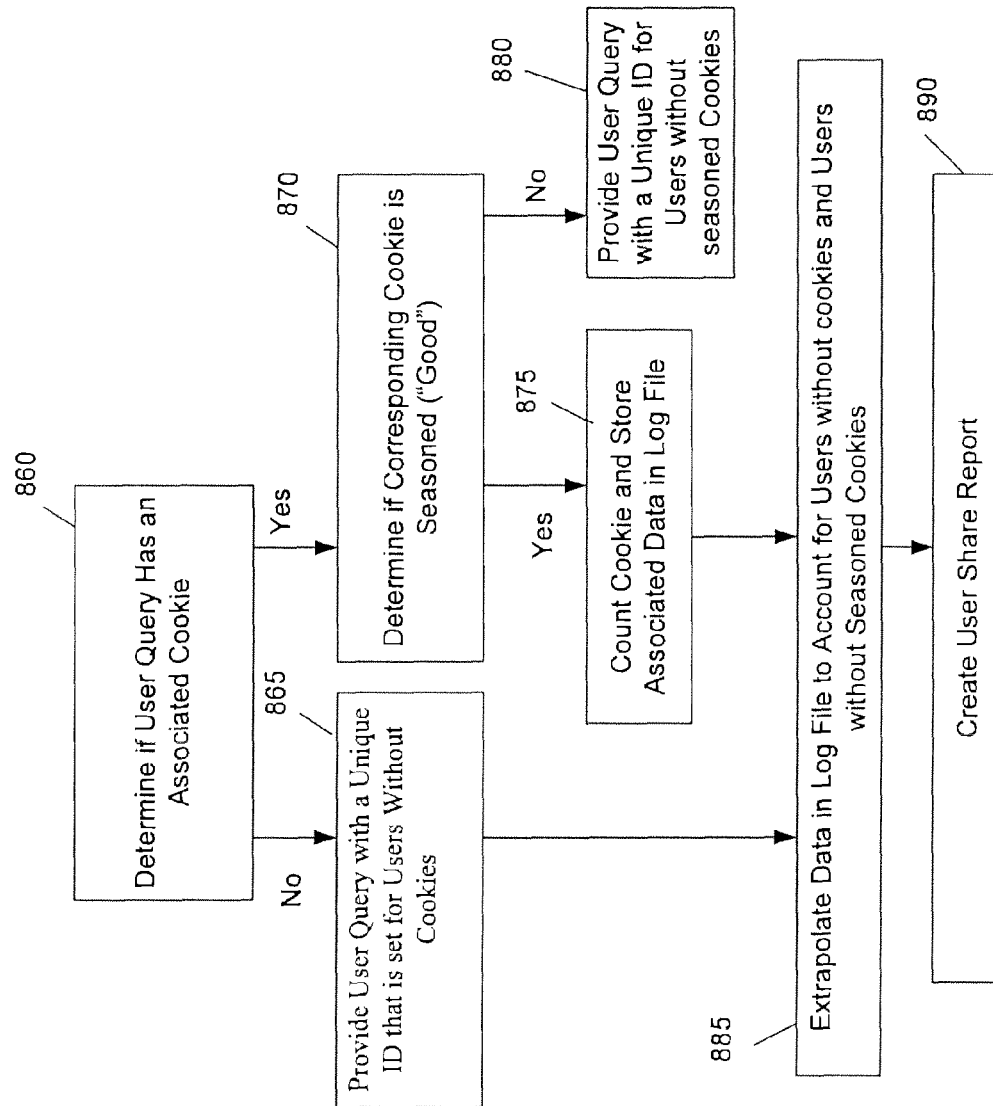 860
Determine if User Query Has an
Associated Cookie
No
Yes
865
Provide User Query with a Unique
ID that is set for Users Without
Cookies
870
Determine if Corresponding Cookie is
Seasoned ("Good")
Yes
No
875
Count Cookie and Store
Associated Data in Log File
880
Provide User Query
with a Unique ID for
Users without
seasoned Cookies
885
Extrapolate Data in Log File to Account for Users without cookies and Users
without Seasoned Cookies
890
Create User Share Report